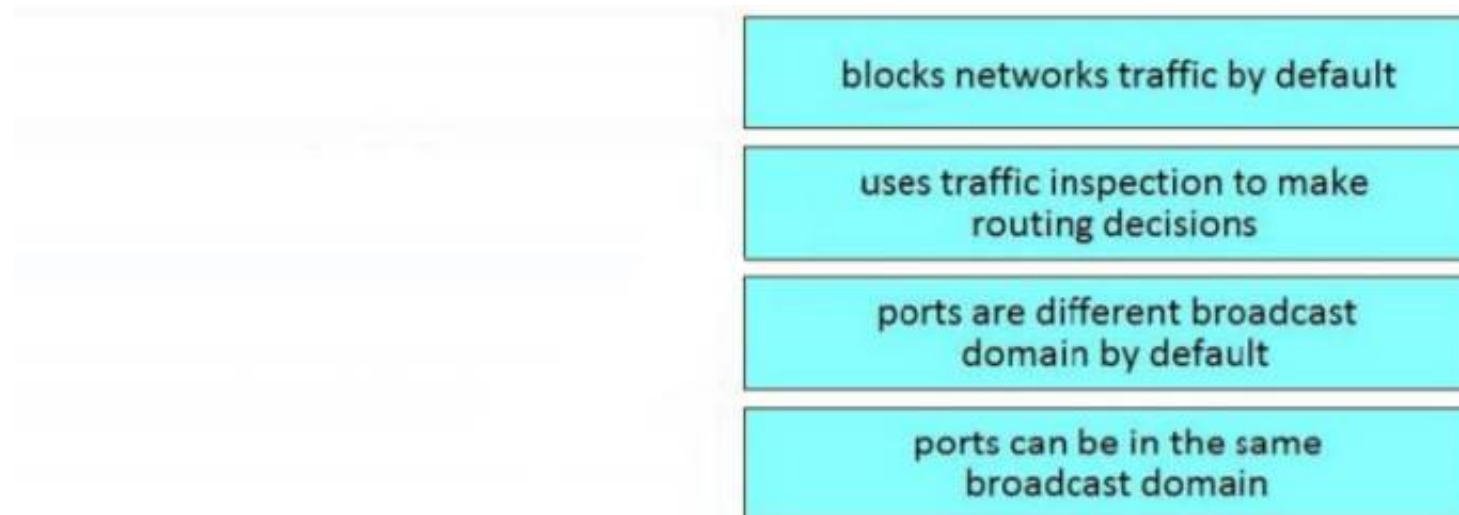 blocks networks traffic by default
uses traffic inspection to make
routing decisions
ports are different broadcast
domain by default
ports can be in the same
broadcast domain